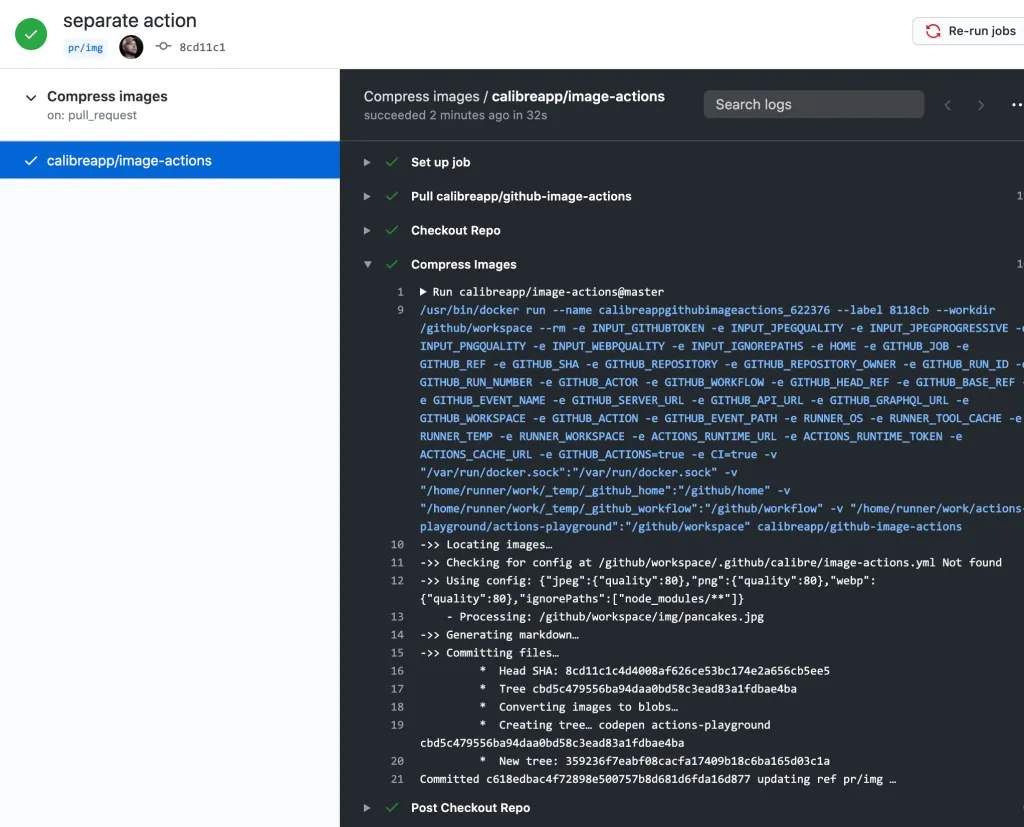 separate action
pr/img 8cd11c1
Re-run jobs
Compress images
on: pull_request
calibreapp/image-actions
Compress images / calibreapp/image-actions
succeeded 2 minutes ago in 32s
Search logs
Set up job
Pull calibreapp/github-image-actions
Checkout Repo
Compress Images
1 ▶ Run calibreapp/image-actions@master
9 /usr/bin/docker run --name calibreappgithubimageactions_622376 --label 8118cb --workdir
/github/workspace --rm -e INPUT_GITHUBTOKEN -e INPUT_JPEGQUALITY -e INPUT_JPEGPROGRESSIVE -
INPUT_PNGQUALITY -e INPUT_WEBPQUALITY -e INPUT_IGNOREPATHS -e HOME -e GITHUB_JOB -e
GITHUB_REF -e GITHUB_SHA -e GITHUB_REPOSITORY -e GITHUB_REPOSITORY_OWNER -e GITHUB_RUN_ID -
GITHUB_RUN_NUMBER -e GITHUB_ACTOR -e GITHUB_WORKFLOW -e GITHUB_HEAD_REF -e GITHUB_BASE_REF -
e GITHUB_EVENT_NAME -e GITHUB_SERVER_URL -e GITHUB_API_URL -e GITHUB_GRAPHQL_URL -e
GITHUB_WORKSPACE -e GITHUB_ACTION -e GITHUB_EVENT_PATH -e RUNNER_OS -e RUNNER_TOOL_CACHE -e
RUNNER_TEMP -e RUNNER_WORKSPACE -e ACTIONS_RUNTIME_URL -e ACTIONS_RUNTIME_TOKEN -e
ACTIONS_CACHE_URL -e GITHUB_ACTIONS=true -e CI=true -v
"/var/run/docker.sock":"/var/run/docker.sock" -v
"/home/runner/work/_temp/_github_home":"/github/home" -v
"/home/runner/work/_temp/_github_workflow":"/github/workflow" -v "/home/runner/work/actions-
playground/actions-playground":"/github/workspace" calibreapp/github-image-actions
10 ->> Locating images…
11 ->> Checking for config at /github/workspace/.github/calibre/image-actions.yml Not found
12 ->> Using config: {"jpeg":{"quality":80},"png":{"quality":80},"webp":
{"quality":80},"ignorePaths":["node_modules/**"]}
13 - Processing: /github/workspace/img/pancakes.jpg
14 ->> Generating markdown…
15 ->> Committing files…
16 * Head SHA: 8cd11c1c4d4008af626ce53bc174e2a656cb5ee5
17 * Tree cbd5c479556ba94daa0bd58c3ead83a1fdbae4ba
18 * Converting images to blobs…
19 * Creating tree… codepen actions-playground
cbd5c479556ba94daa0bd58c3ead83a1fdbae4ba
20 * New tree: 359236f7eabf08cacfa17409b18c6ba165d03c1a
21 Committed c618edbac4f72898e500757b8d681d6fda16d877 updating ref pr/img …
Post Checkout Repo